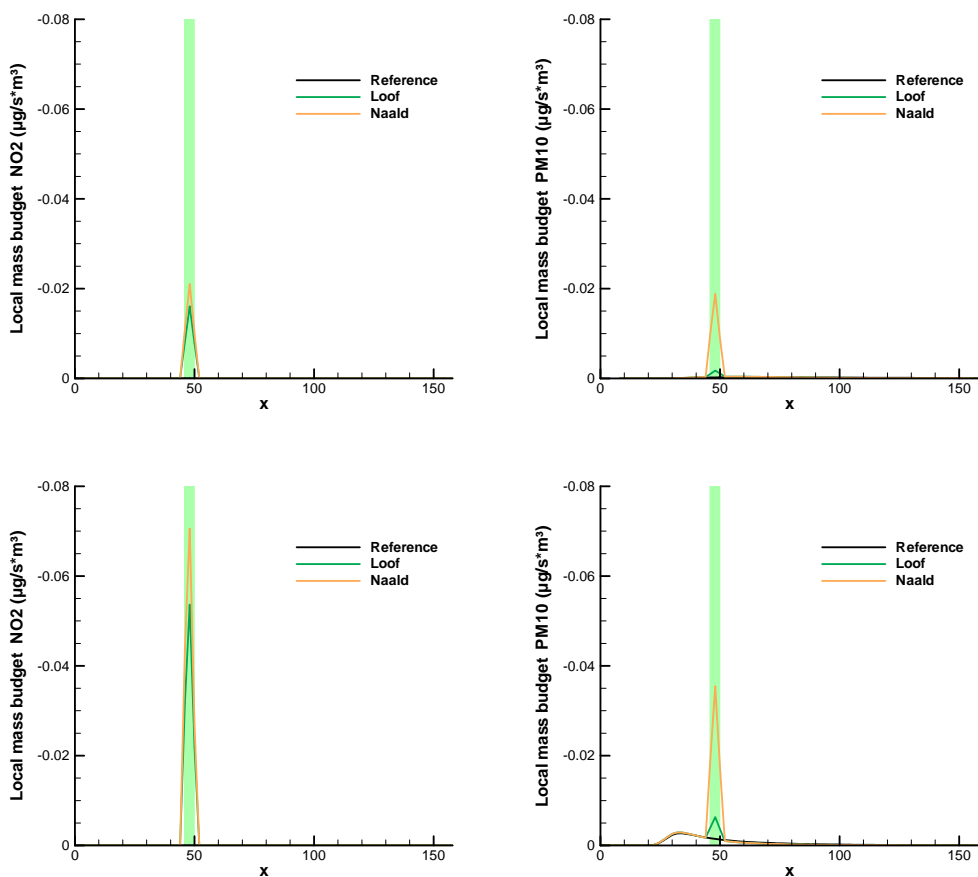 Local mass budget NO2 (µg/s*m³)
-0.08
-0.06
-0.04
-0.02
0
0 50 100 150
x
Reference
Loof
Naald
Local mass budget PM10 (µg/s*m³)
-0.08
-0.06
-0.04
-0.02
0
0 50 100 150
x
Reference
Loof
Naald
Local mass budget NO2 (µg/s*m³)
-0.08
-0.06
-0.04
-0.02
0
0 50 100 150
x
Reference
Loof
Naald
Local mass budget PM10 (µg/s*m³)
-0.08
-0.06
-0.04
-0.02
0
0 50 100 150
x
Reference
Loof
Naald